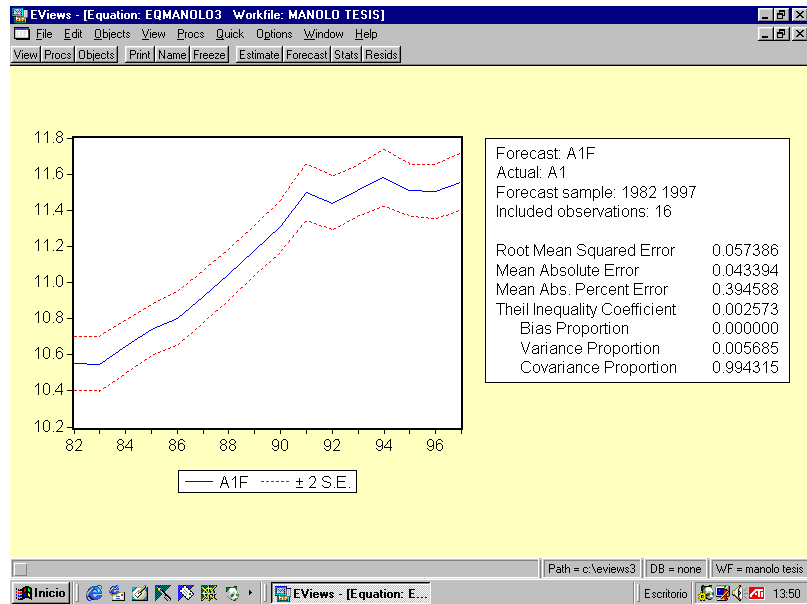 EViews - [Equation: EQMANOLO3 Workfile: MANOLO TESIS]
File Edit Objects View Procs Quick Options Window Help
View Procs Objects Print Name Freeze Estimate Forecast Stats Resids
11.8
11.6
11.4
11.2
11.0
10.8
10.6
10.4
10.2
82 84 86 88 90 92 94 96
A1F ± 2 S.E.
Forecast: A1F
Actual: A1
Forecast sample: 1982 1997
Included observations: 16
Root Mean Squared Error 0.057386
Mean Absolute Error 0.043394
Mean Abs. Percent Error 0.394588
Theil Inequality Coefficient 0.002573
Bias Proportion 0.000000
Variance Proportion 0.005685
Covariance Proportion 0.994315
Path = c:\eviews3 DB = none WF = manolo tesis
Inicio EViews - [Equation: E... Escritorio ATI 13:50